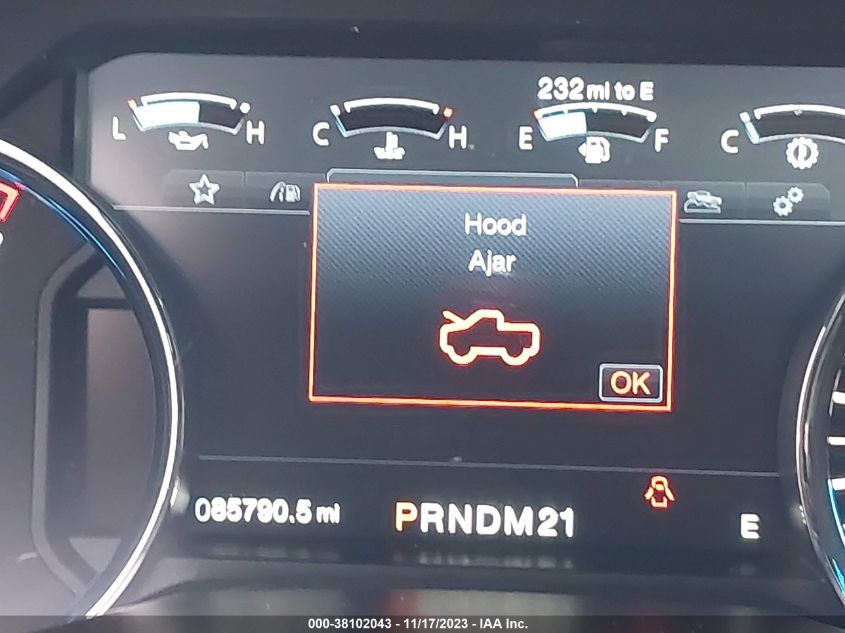 232 mi to E
L H C H E F C
Hood
Ajar
OK
085790.5 mi PRNDM21 E
000-38102043 - 11/17/2023 - IAA Inc.